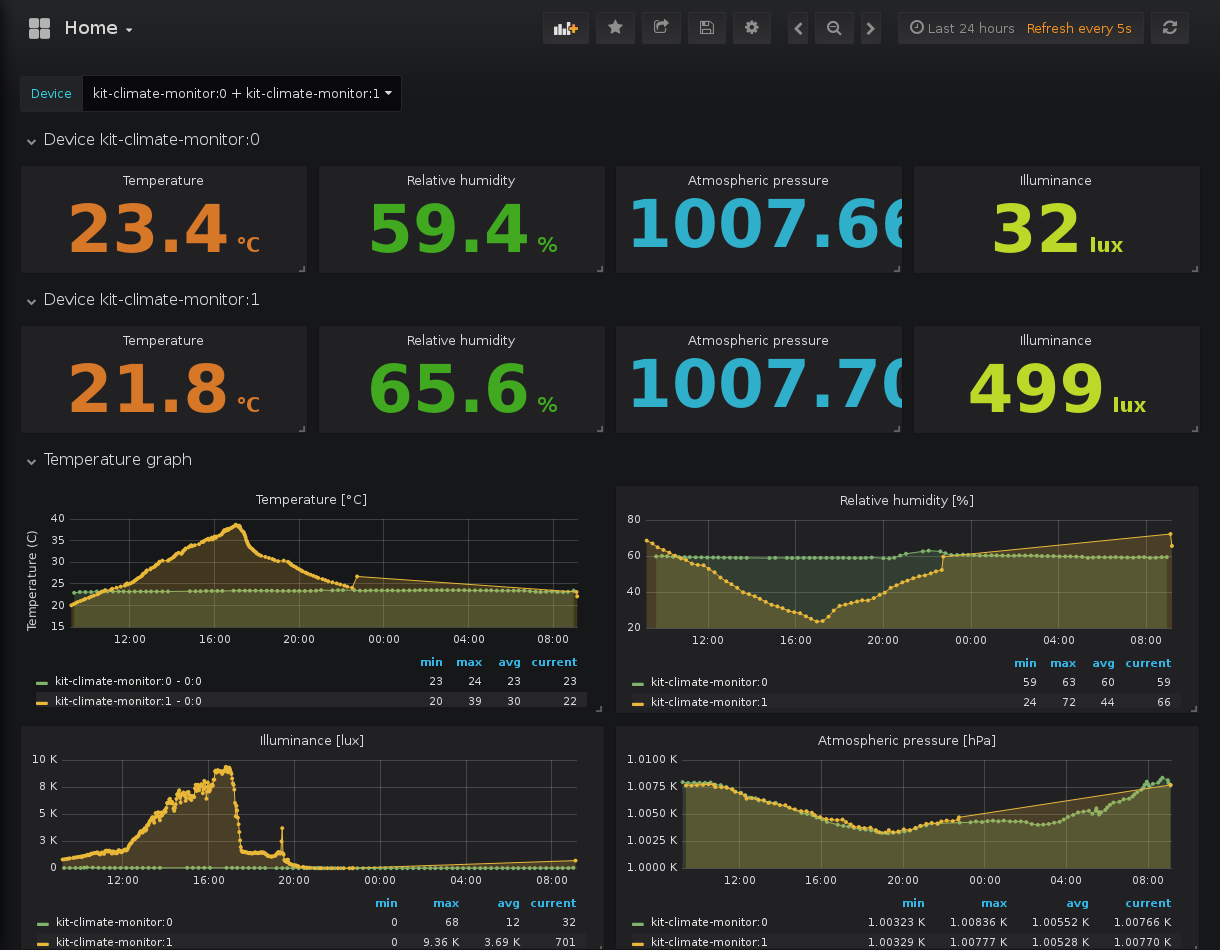 Home
Last 24 hours Refresh every 5s
Device kit-climate-monitor:0 + kit-climate-monitor:1
Device kit-climate-monitor:0
Temperature Relative humidity Atmospheric pressure Illuminance
23.4 °C 59.4 % 1007.66 32 lux
Device kit-climate-monitor:1
Temperature Relative humidity Atmospheric pressure Illuminance
21.8 °C 65.6 % 1007.70 499 lux
Temperature graph
Temperature [°C]
Temperature (C)
40
35
30
25
20
15
12:00 16:00 20:00 00:00 04:00 08:00
min max avg current
kit-climate-monitor:0 - 0:0 23 24 23 23
kit-climate-monitor:1 - 0:0 20 39 30 22
Relative humidity [%]
80
60
40
20
12:00 16:00 20:00 00:00 04:00 08:00
min max avg current
kit-climate-monitor:0 59 63 60 59
kit-climate-monitor:1 24 72 44 66
Illuminance [lux]
10 K
8 K
5 K
3 K
0
12:00 16:00 20:00 00:00 04:00 08:00
min max avg current
kit-climate-monitor:0 0 68 12 32
kit-climate-monitor:1 0 9.36 K 3.69 K 701
Atmospheric pressure [hPa]
1.0100 K
1.0075 K
1.0050 K
1.0025 K
1.0000 K
12:00 16:00 20:00 00:00 04:00 08:00
min max avg current
kit-climate-monitor:0 1.00323 K 1.00836 K 1.00552 K 1.00766 K
kit-climate-monitor:1 1.00329 K 1.00777 K 1.00528 K 1.00770 K